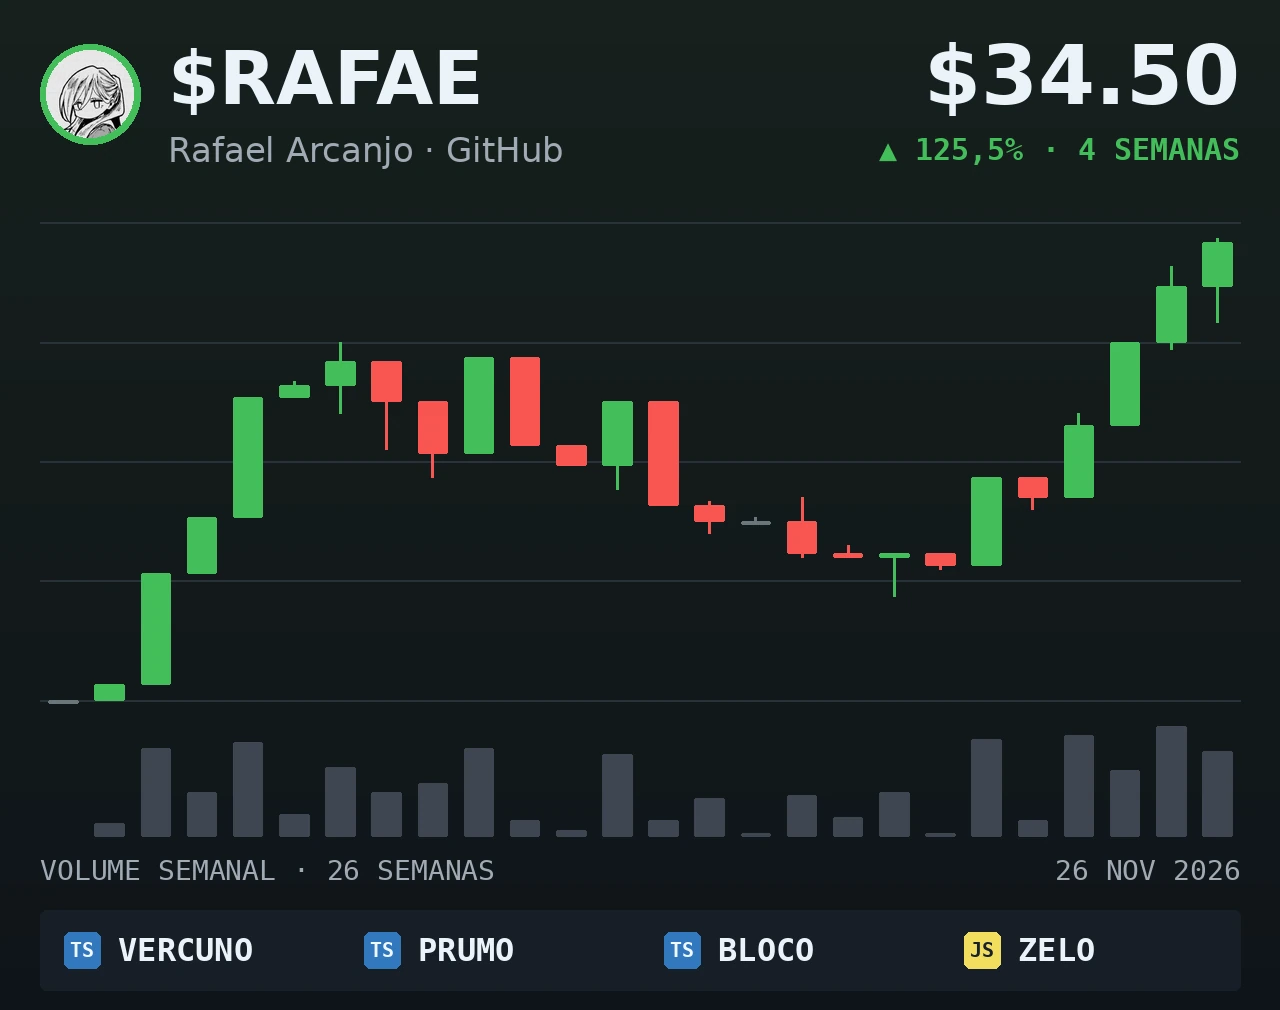 $RAFAE
$34.50
Rafael Arcanjo · GitHub
▲ 125,5% · 4 SEMANAS
VOLUME SEMANAL · 26 SEMANAS
26 NOV 2026
TS VERCUNO
TS PRUMO
TS BLOCO
JS ZELO